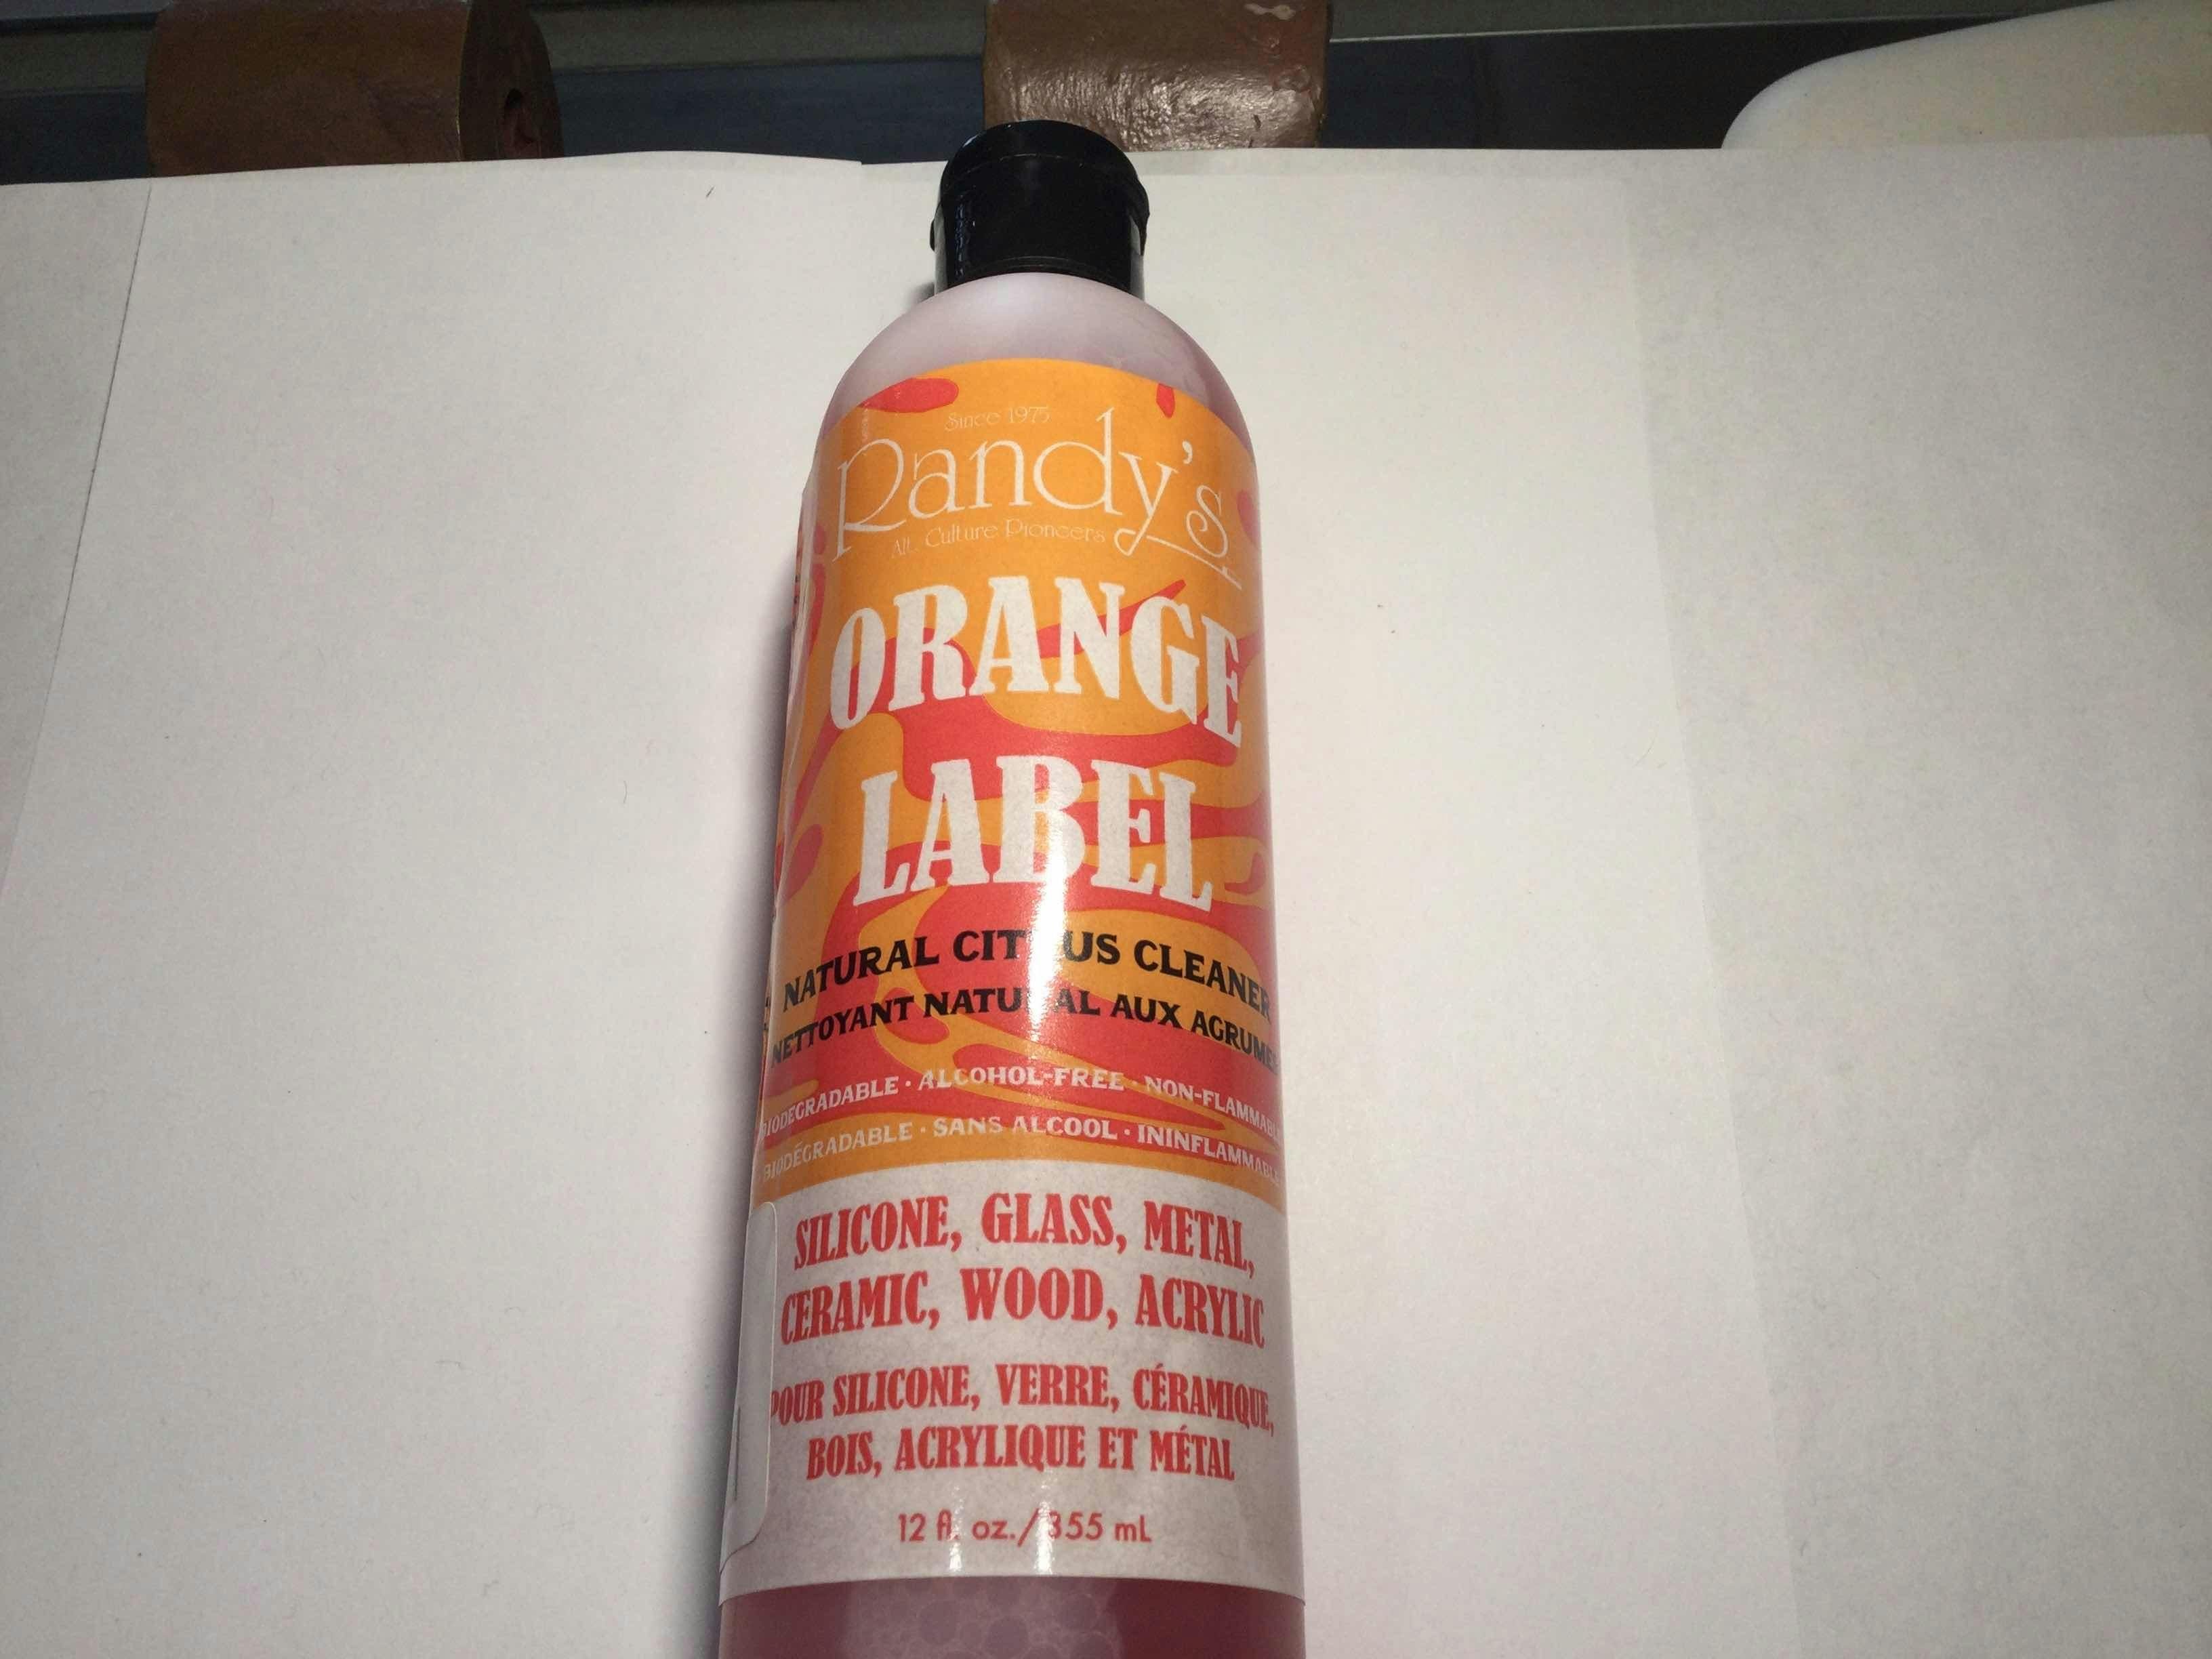 Since 1975
Randy's
Alt. Culture Pioneers
ORANGE
LABEL
NATURAL CITRUS CLEANER
NETTOYANT NATURAL AUX AGRUMES
BIODEGRADABLE • ALCOHOL-FREE • NON-FLAMMABLE
BIODÉGRADABLE • SANS ALCOOL • ININFLAMMABLE
SILICONE, GLASS, METAL,
CERAMIC, WOOD, ACRYLIC
POUR SILICONE, VERRE, CÉRAMIQUE,
BOIS, ACRYLIQUE ET MÉTAL
12 fl. oz./355 mL